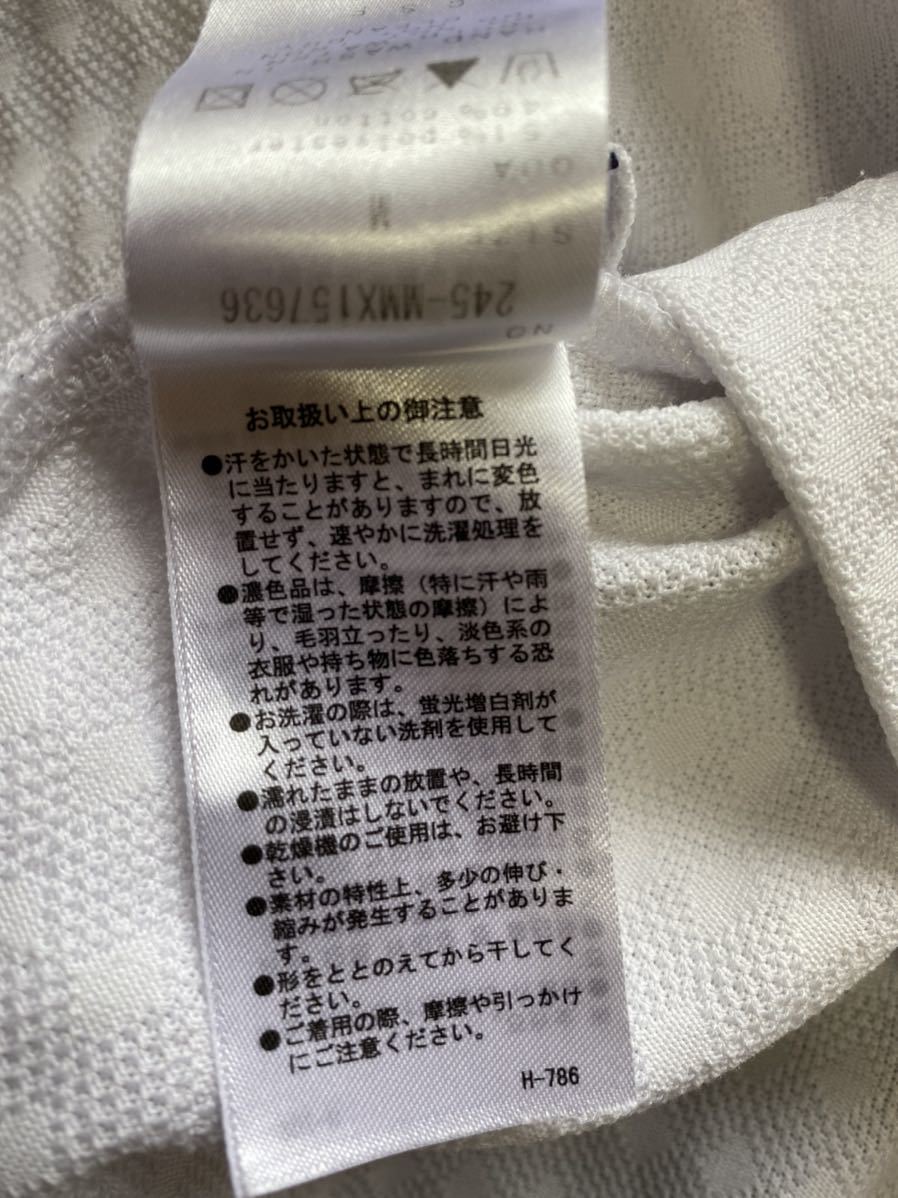 お取扱い上の御注意
●汗をかいた状態で長時間日光
に当たりますと、まれに変色
することがありますので、放
置せず、速やかに洗濯処理を
してください。
●濃色品は、摩擦（特に汗や雨
等で湿った状態の摩擦）によ
り、毛羽立ったり、淡色系の
衣服や持ち物に色落ちする恐
れがあります。
●お洗濯の際は、蛍光増白剤が
入っていない洗剤を使用して
ください。
●濡れたままの放置や、長時間
の浸漬はしないでください。
●乾燥機のご使用は、お避け下
さい。
●素材の特性上、多少の伸び・
縮みが発生することがありま
す。
●形をととのえてから干してく
ださい。
●ご着用の際、摩擦や引っかけ
にご注意ください。
H-786
NO
245-MMX157636
SIZE
M
QUA
polyester
cotton
HAND WASH